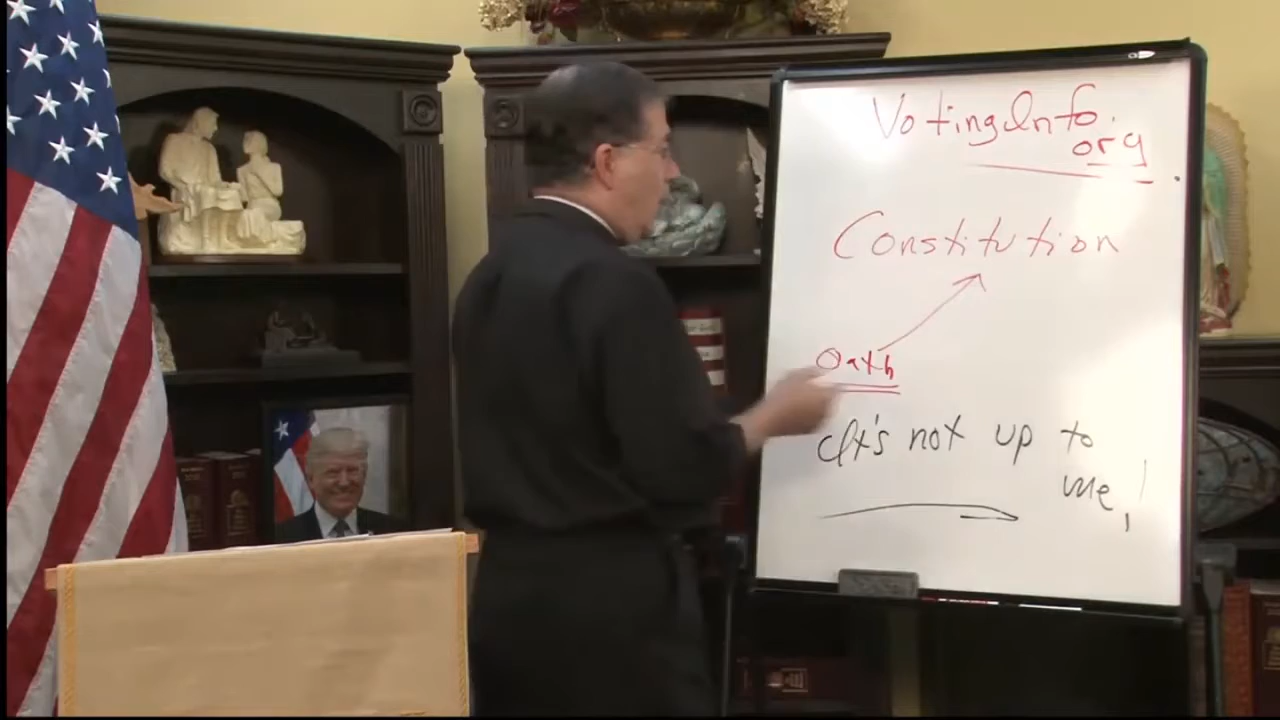 VotingInfo.
org
Constitution
Oath
It's not up to
me!